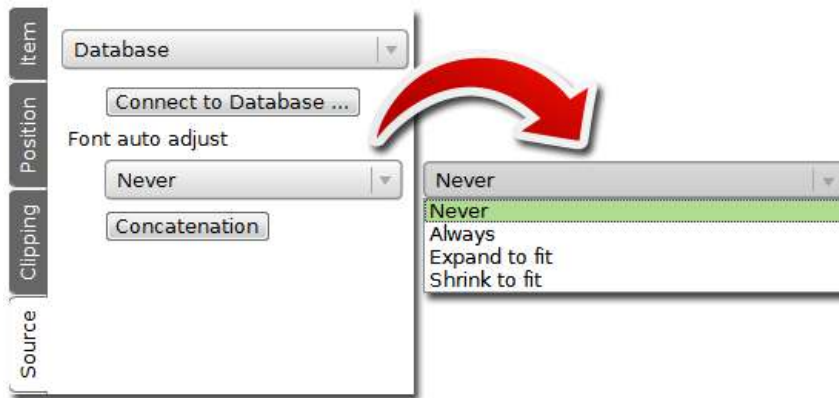 Item
Position
Clipping
Source
Database
Connect to Database ...
Font auto adjust
Never
Concatenation
Never
Never
Always
Expand to fit
Shrink to fit